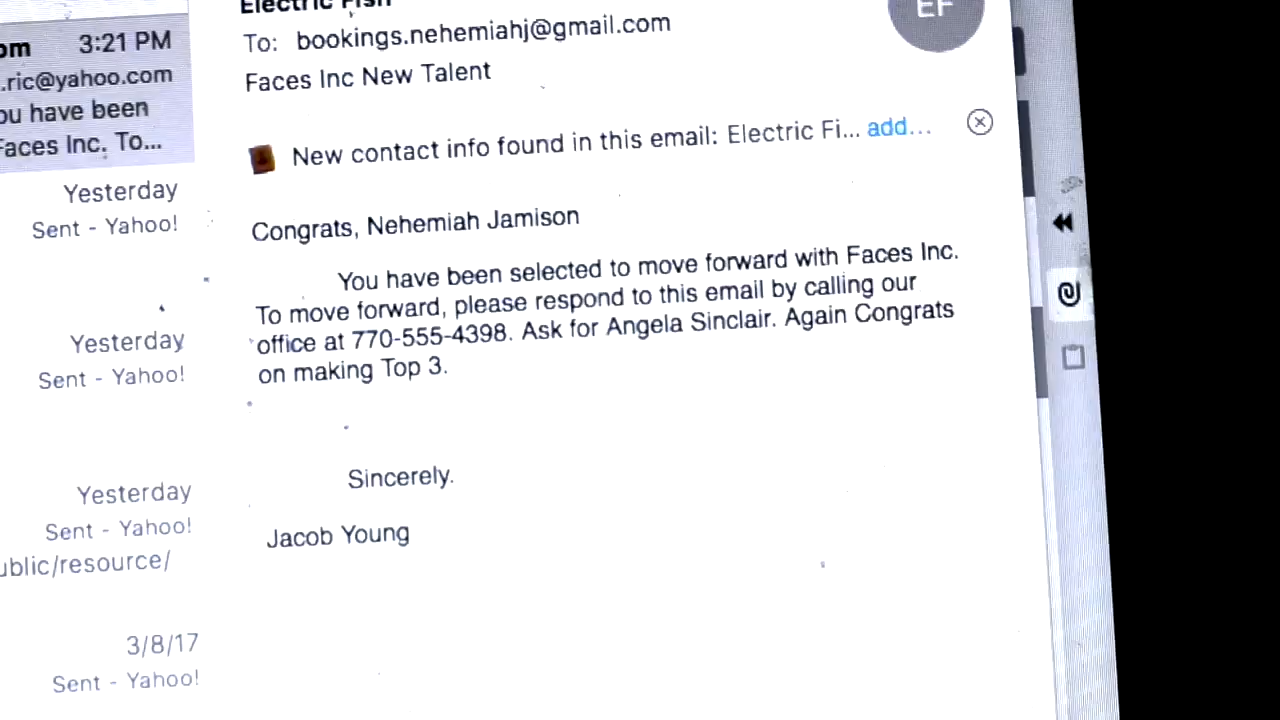 Electric Fish
EF
To: bookings.nehemiahj@gmail.com
Faces Inc New Talent
New contact info found in this email: Electric Fi... add...
Congrats, Nehemiah Jamison
You have been selected to move forward with Faces Inc.
To move forward, please respond to this email by calling our
office at 770-555-4398. Ask for Angela Sinclair. Again Congrats
on making Top 3.
Sincerely.
Jacob Young
om 3:21 PM
.ric@yahoo.com
ou have been
Faces Inc. To...
Yesterday
Sent - Yahoo!
Yesterday
Sent - Yahoo!
Yesterday
Sent - Yahoo!
ublic/resource/
3/8/17
Sent - Yahoo!